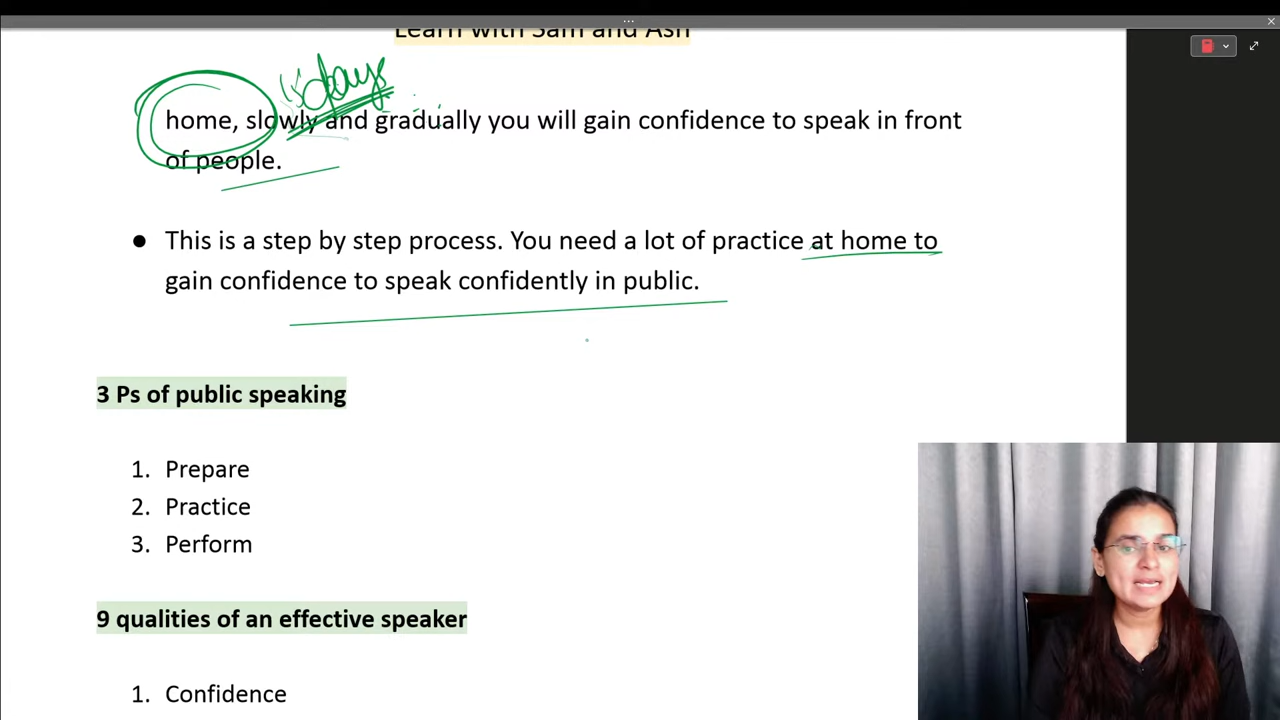 Learn with Sam and Ash
15 days
home, slowly and gradually you will gain confidence to speak in front
of people.
● This is a step by step process. You need a lot of practice at home to
gain confidence to speak confidently in public.
3 Ps of public speaking
1. Prepare
2. Practice
3. Perform
9 qualities of an effective speaker
1. Confidence